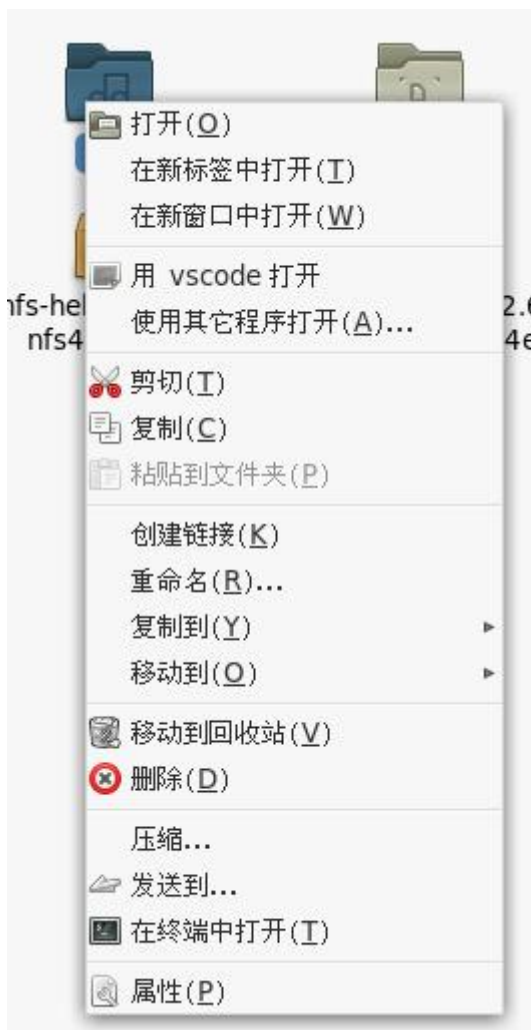 打开(O)
在新标签中打开(T)
在新窗口中打开(W)
用 vscode 打开
使用其它程序打开(A)...
剪切(T)
复制(C)
粘贴到文件夹(P)
创建链接(K)
重命名(R)...
复制到(Y)
移动到(O)
移动到回收站(V)
删除(D)
压缩...
发送到...
在终端中打开(T)
属性(P)
nfs4